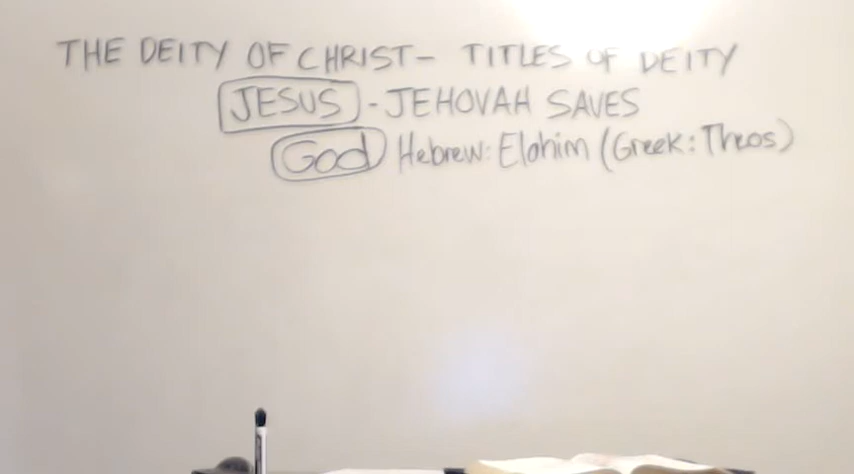 THE DEITY OF CHRIST- TITLES OF DEITY
JESUS - JEHOVAH SAVES
God Hebrew: Elohim (Greek: Theos)